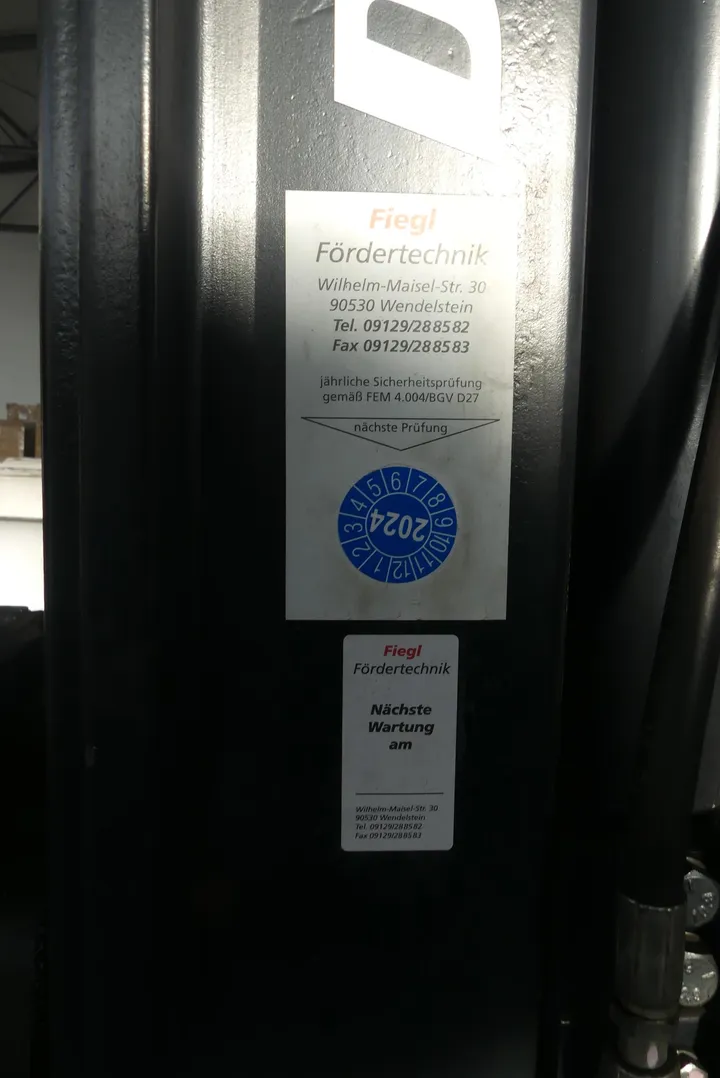 D
Fiegl
Fördertechnik
Wilhelm-Maisel-Str. 30
90530 Wendelstein
Tel. 09129/288582
Fax 09129/288583
jährliche Sicherheitsprüfung
gemäß FEM 4.004/BGV D27
nächste Prüfung
1 2 3 4 5 6 7 8 9 10 11 12
2024
Fiegl
Fördertechnik
Nächste
Wartung
am
Wilhelm-Maisel-Str. 30
90530 Wendelstein
Tel. 09129/288582
Fax 09129/288583